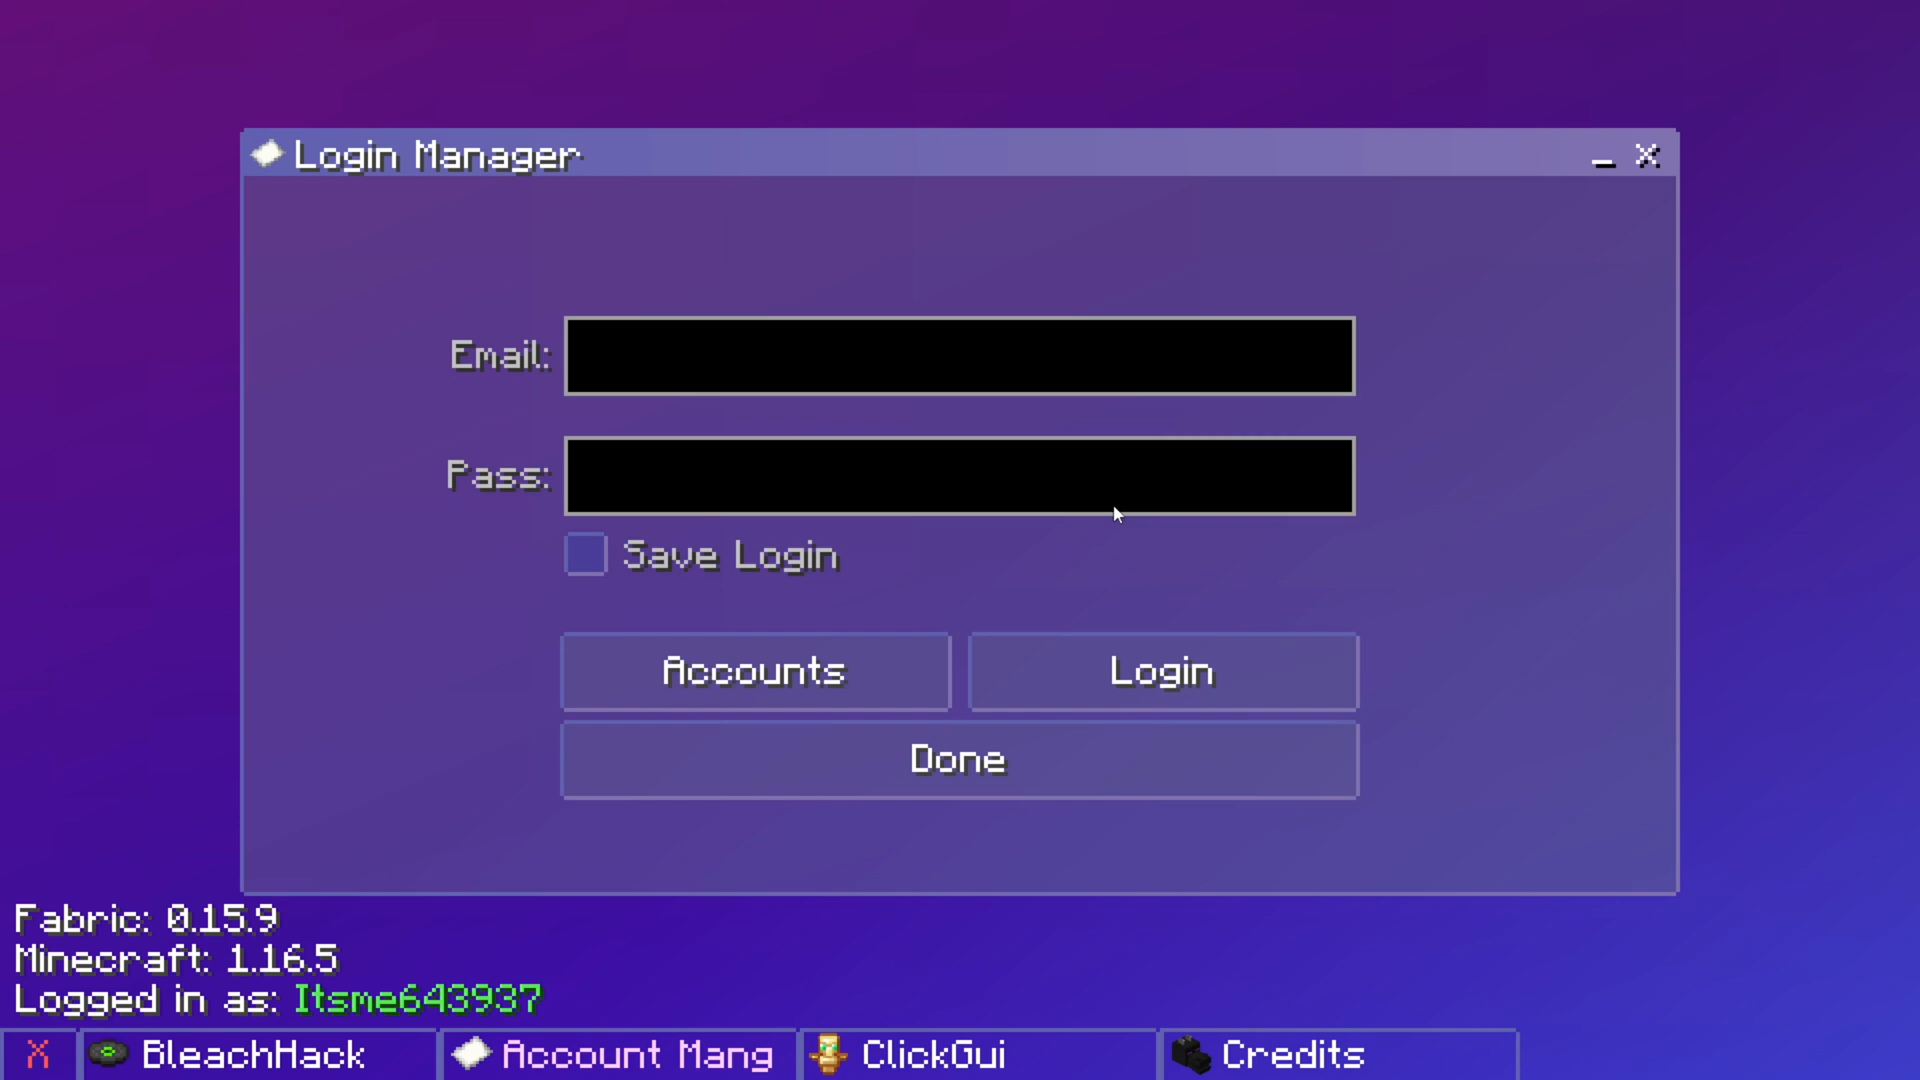 Login Manager
Email:
Pass:
Save Login
Accounts
Login
Done
Fabric: 0.15.9
Minecraft: 1.16.5
Logged in as: Itsme643937
X
BleachHack
Account Mang
ClickGui
Credits